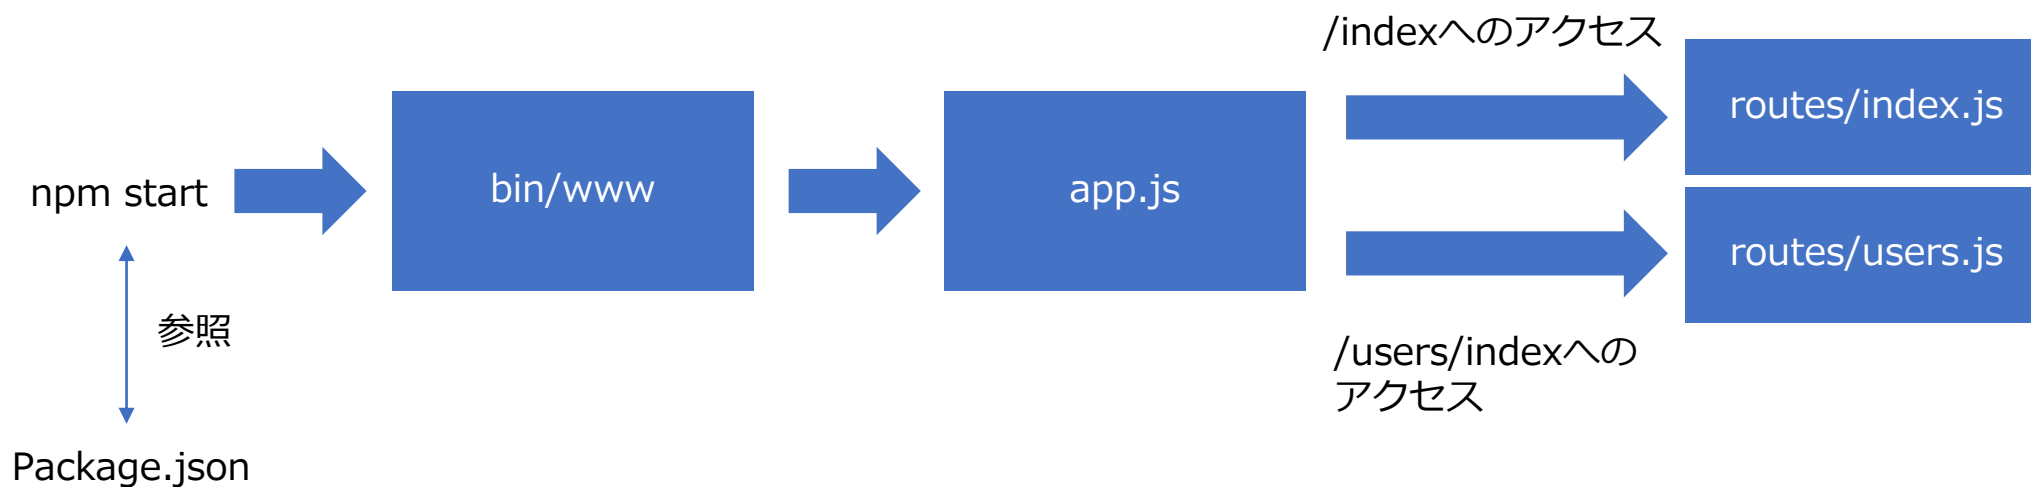 /indexへのアクセス
routes/index.js
npm start
bin/www
app.js
routes/users.js
参照
/users/indexへの
アクセス
Package.json